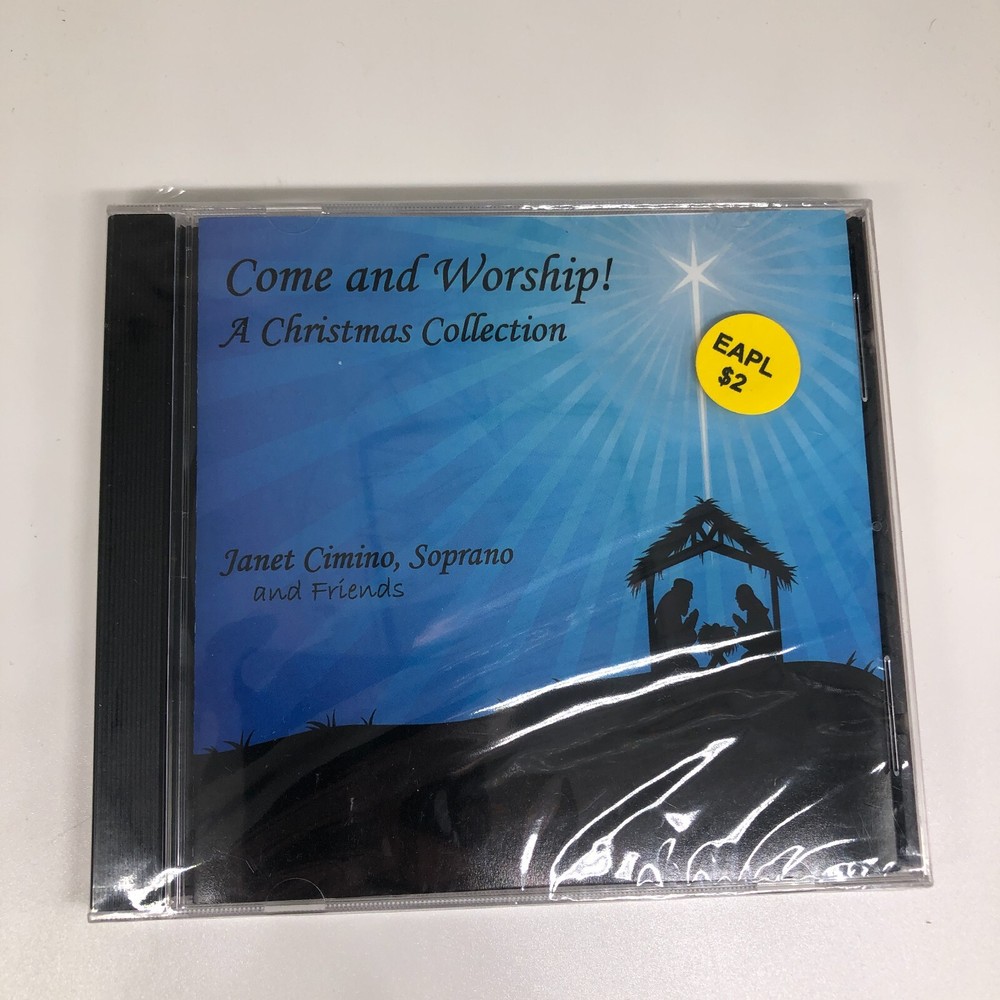 Come and Worship!
A Christmas Collection
EAPL
$2
Janet Cimino, Soprano
and Friends